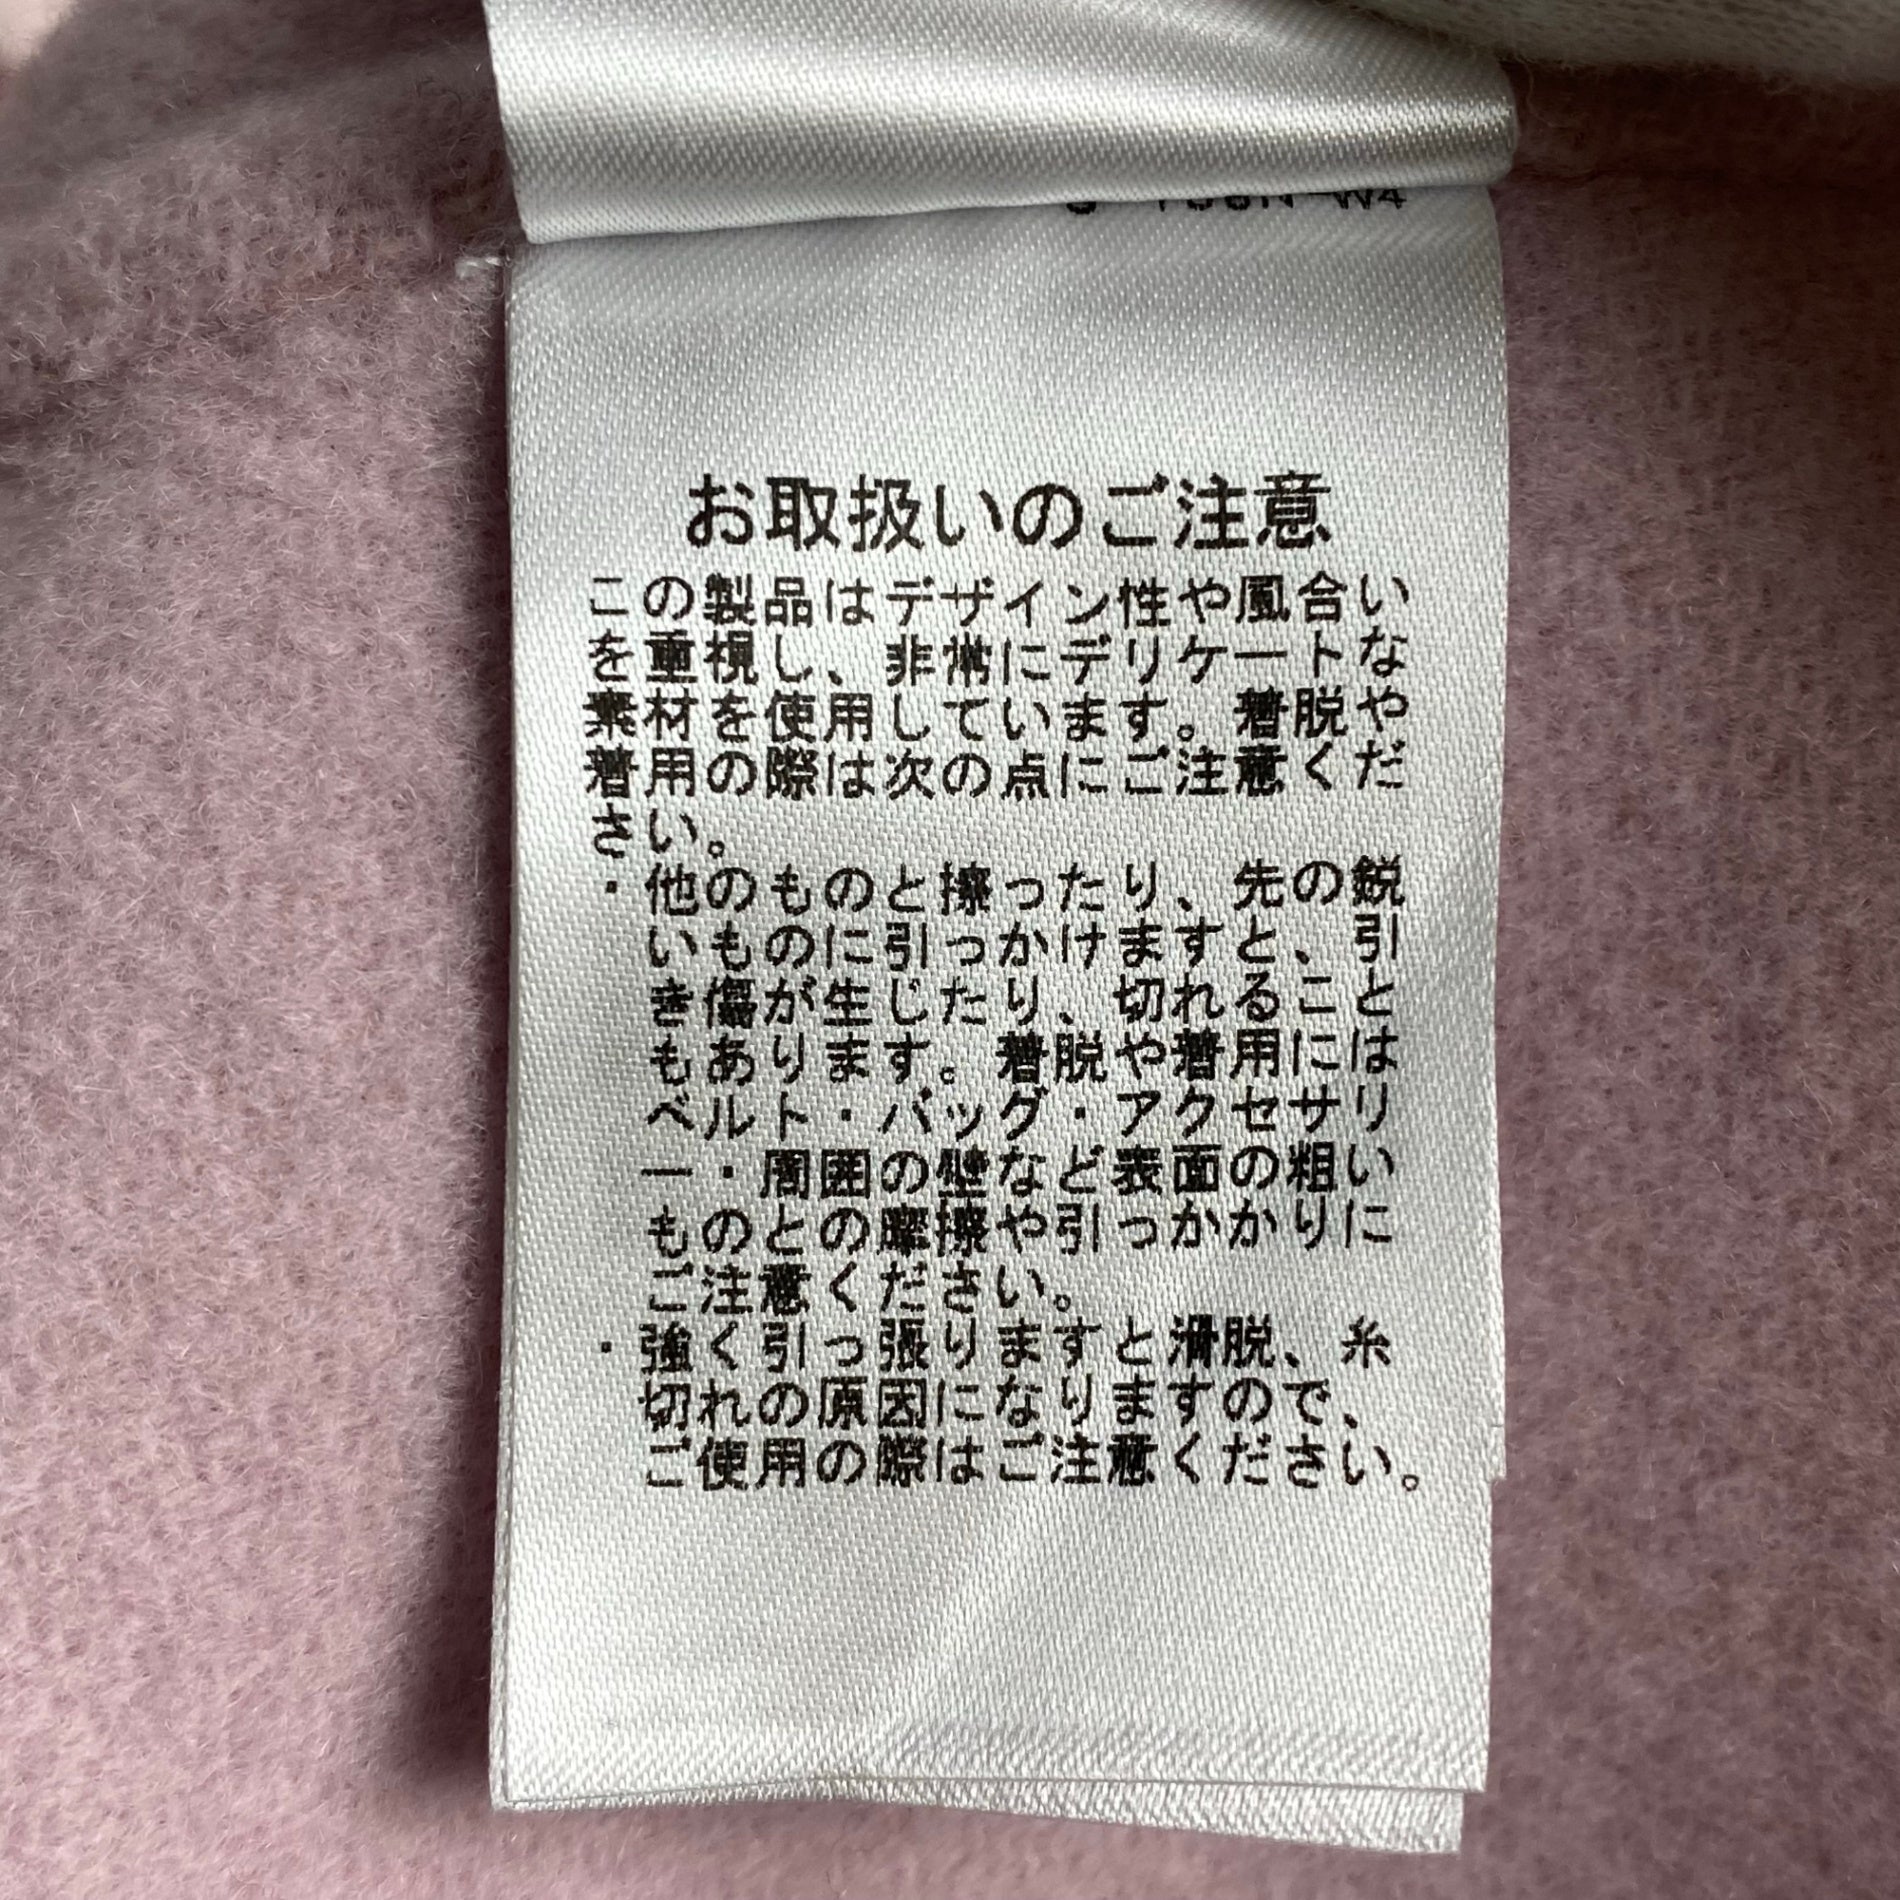 お取扱いのご注意
この製品はデザイン性や風合い
を重視し、非常にデリケートな
素材を使用しています。着脱や
着用の際は次の点にご注意くだ
さい。
・他のものと擦ったり、先の鋭
いものに引っかけますと、引
き傷が生じたり、切れること
もあります。着脱や着用には
ベルト・バッグ・アクセサリ
ー・周囲の壁など表面の粗い
ものとの摩擦や引っかかりに
ご注意ください。
・強く引っ張りますと滑脱、糸
切れの原因になりますので、
ご使用の際はご注意ください。